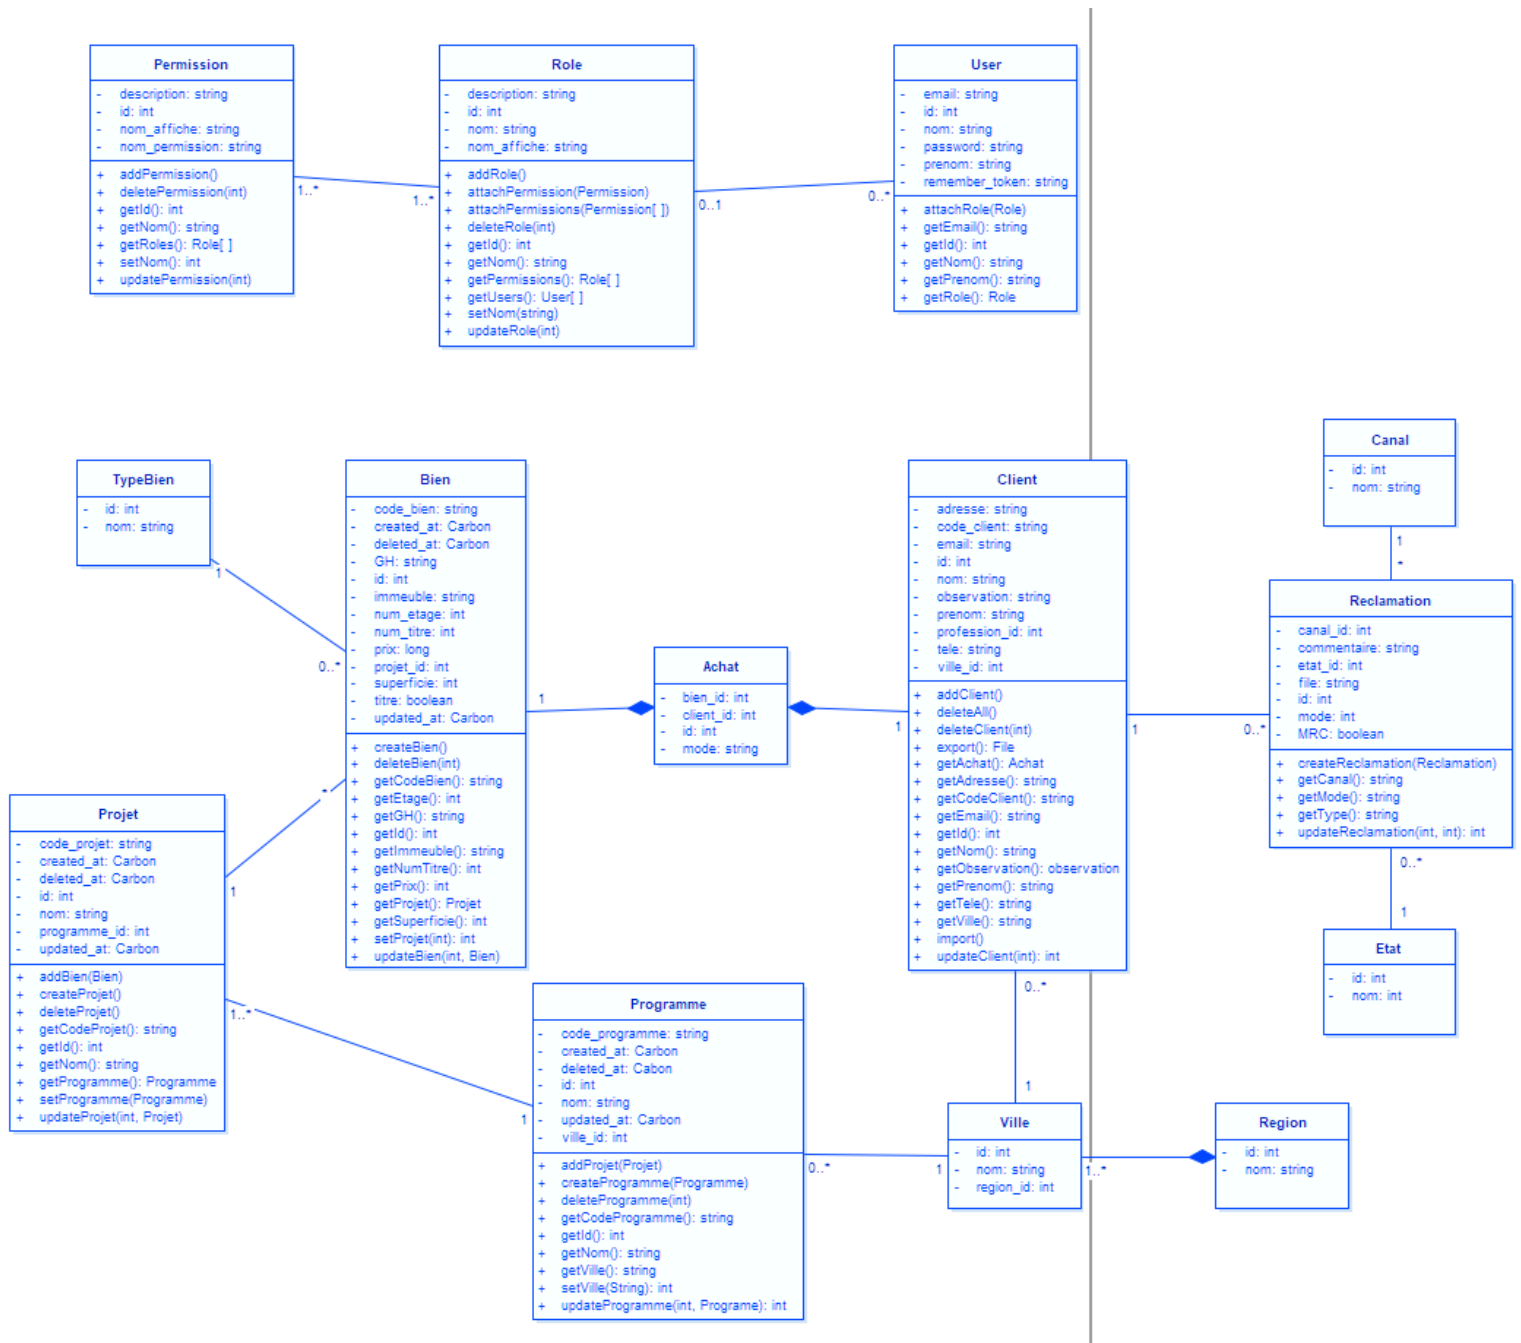 Permission
- description: string
- id: int
- nom_affiche: string
- nom_permission: string
+ addPermission()
+ deletePermission(int)
+ getId(): int
+ getNom(): string
+ getRoles(): Role[ ]
+ setNom(): int
+ updatePermission(int)
1..*
1..*
Role
- description: string
- id: int
- nom: string
- nom_affiche: string
+ addRole()
+ attachPermission(Permission)
+ attachPermissions(Permission[ ])
+ deleteRole(int)
+ getId(): int
+ getNom(): string
+ getPermissions(): Role[ ]
+ getUsers(): User[ ]
+ setNom(string)
+ updateRole(int)
0..1
0..*
User
- email: string
- id: int
- nom: string
- password: string
- prenom: string
- remember_token: string
+ attachRole(Role)
+ getEmail(): string
+ getId(): int
+ getNom(): string
+ getPrenom(): string
+ getRole(): Role
TypeBien
- id: int
- nom: string
1
0..*
Bien
- code_bien: string
- created_at: Carbon
- deleted_at: Carbon
- GH: string
- id: int
- immeuble: string
- num_etage: int
- num_titre: int
- prix: long
- projet_id: int
- superficie: int
- titre: boolean
- updated_at: Carbon
+ createBien()
+ deleteBien(int)
+ getCodeBien(): string
+ getEtage(): int
+ getGH(): string
+ getId(): int
+ getImmeuble(): string
+ getNumTitre(): int
+ getPrix(): int
+ getProjet(): Projet
+ getSuperficie(): int
+ setProjet(int): int
+ updateBien(int, Bien)
1
Achat
- bien_id: int
- client_id: int
- id: int
- mode: string
1
Client
- adresse: string
- code_client: string
- email: string
- id: int
- nom: string
- observation: string
- prenom: string
- profession_id: int
- tele: string
- ville_id: int
+ addClient()
+ deleteAll()
+ deleteClient(int)
+ export(): File
+ getAchat(): Achat
+ getAdresse(): string
+ getCodeClient(): string
+ getEmail(): string
+ getId(): int
+ getNom(): string
+ getObservation(): observation
+ getPrenom(): string
+ getTele(): string
+ getVille(): string
+ import()
+ updateClient(int): int
1
0..*
Canal
- id: int
- nom: string
1
*
Reclamation
- canal_id: int
- commentaire: string
- etat_id: int
- file: string
- id: int
- mode: int
- MRC: boolean
+ createReclamation(Reclamation)
+ getCanal(): string
+ getMode(): string
+ getType(): string
+ updateReclamation(int, int): int
0..*
1
Etat
- id: int
- nom: int
Projet
- code_projet: string
- created_at: Carbon
- deleted_at: Carbon
- id: int
- nom: string
- programme_id: int
- updated_at: Carbon
+ addBien(Bien)
+ createProjet()
+ deleteProjet()
+ getCodeProjet(): string
+ getId(): int
+ getNom(): string
+ getProgramme(): Programme
+ setProgramme(Programme)
+ updateProjet(int, Projet)
*
1
1..*
1
Programme
- code_programme: string
- created_at: Carbon
- deleted_at: Cabon
- id: int
- nom: string
- updated_at: Carbon
- ville_id: int
+ addProjet(Projet)
+ createProgramme(Programme)
+ deleteProgramme(int)
+ getCodeProgramme(): string
+ getId(): int
+ getNom(): string
+ getVille(): string
+ setVille(String): int
+ updateProgramme(int, Programe): int
0..*
1
0..*
1
Ville
- id: int
- nom: string
- region_id: int
1..*
Region
- id: int
- nom: string